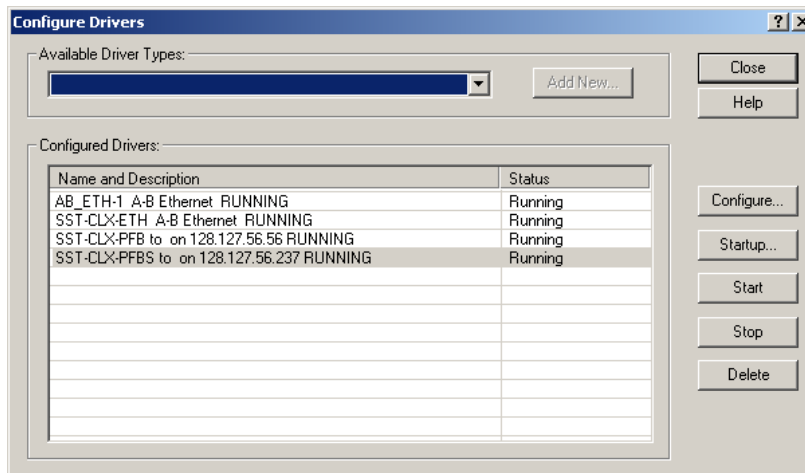 Configure Drivers
Available Driver Types:
Add New...
Close
Help
Configured Drivers:
Name and Description Status
AB_ETH-1 A-B Ethernet RUNNING Running
SST-CLX-ETH A-B Ethernet RUNNING Running
SST-CLX-PFB to on 128.127.56.56 RUNNING Running
SST-CLX-PFBS to on 128.127.56.237 RUNNING Running
Configure...
Startup...
Start
Stop
Delete